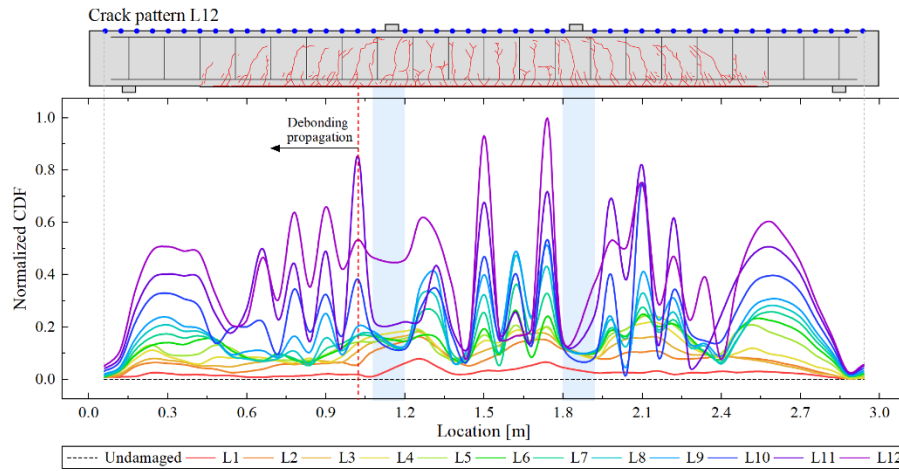 Crack pattern L12
Debonding
propagation
Normalized CDF
1.0
0.8
0.6
0.4
0.2
0.0
0.0 0.3 0.6 0.9 1.2 1.5 1.8 2.1 2.4 2.7 3.0
Location [m]
Undamaged L1 L2 L3 L4 L5 L6 L7 L8 L9 L10 L11 L12